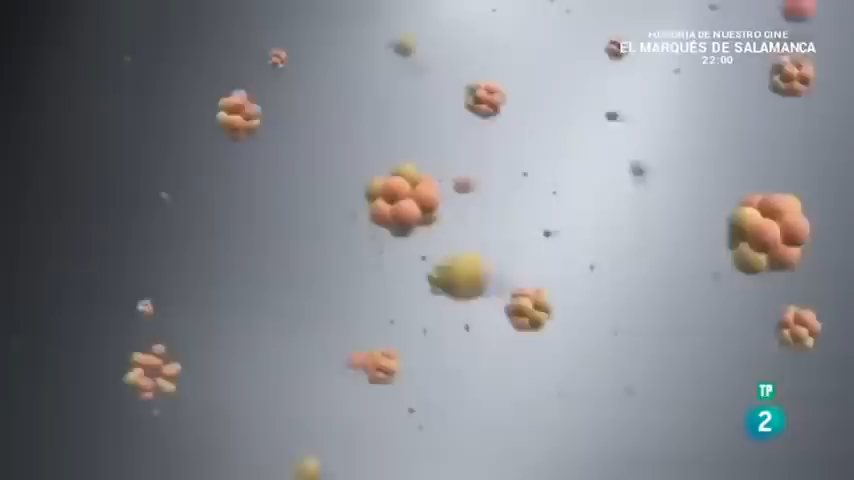 HISTORIA DE NUESTRO CINE
EL MARQUÉS DE SALAMANCA
22:00
TP
2